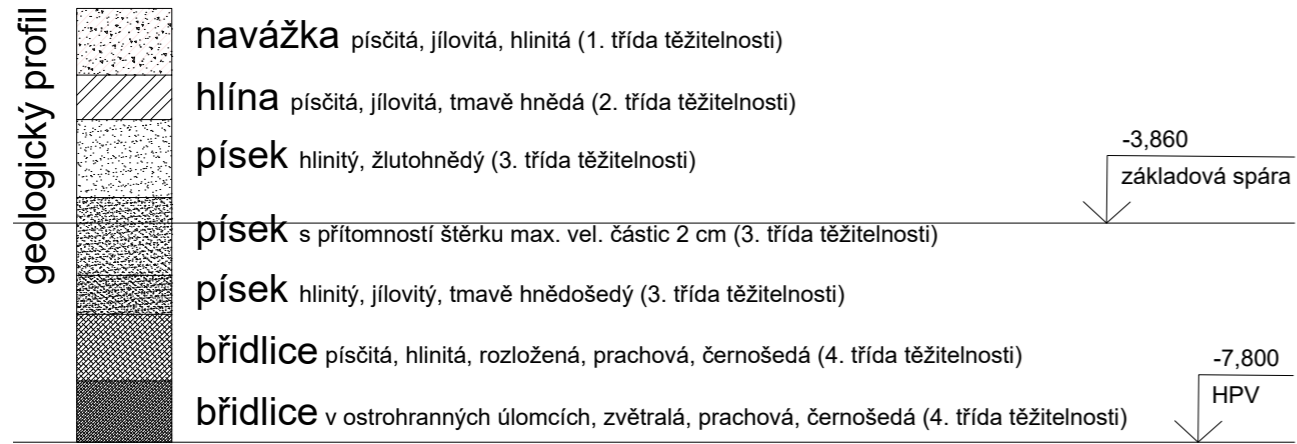 geologický profil
navážka písčitá, jílovitá, hlinitá (1. třída těžitelnosti)
hlína písčitá, jílovitá, tmavě hnědá (2. třída těžitelnosti)
písek hlinitý, žlutohnědý (3. třída těžitelnosti)
-3,860
základová spára
písek s přítomností štěrku max. vel. částic 2 cm (3. třída těžitelnosti)
písek hlinitý, jílovitý, tmavě hnědošedý (3. třída těžitelnosti)
břidlice písčitá, hlinitá, rozložená, prachová, černošedá (4. třída těžitelnosti)
-7,800
HPV
břidlice v ostrohranných úlomcích, zvětralá, prachová, černošedá (4. třída těžitelnosti)